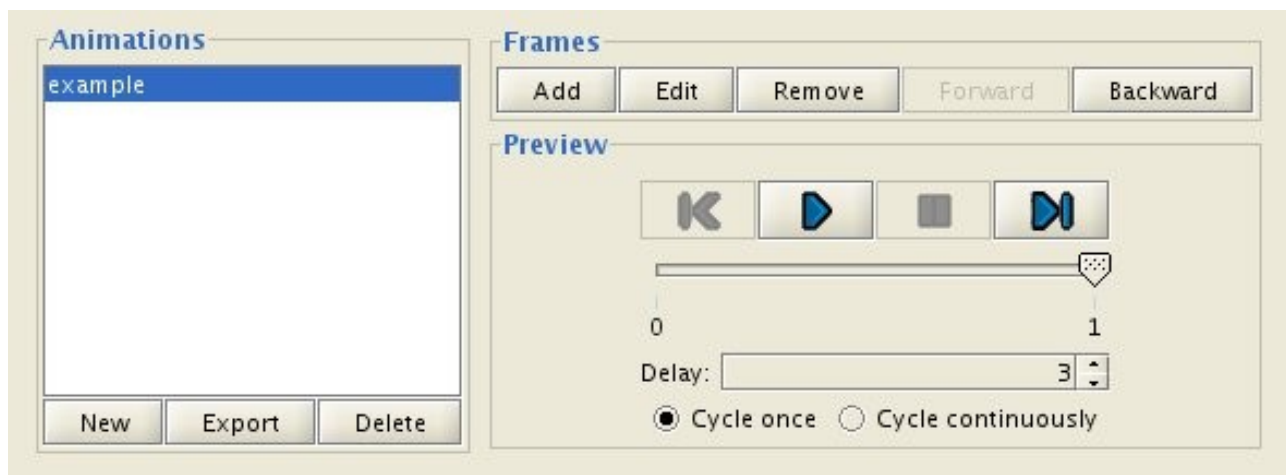 Animations
example
New Export Delete
Frames
Add Edit Remove Forward Backward
Preview
0 1
Delay: 3
Cycle once Cycle continuously